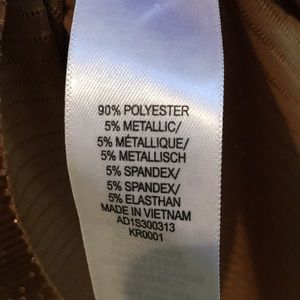 90% POLYESTER
5% METALLIC/
5% MÉTALLIQUE/
5% METALLISCH
5% SPANDEX/
5% SPANDEX/
5% ELASTHAN
MADE IN VIETNAM
AD1S300313
KR0001